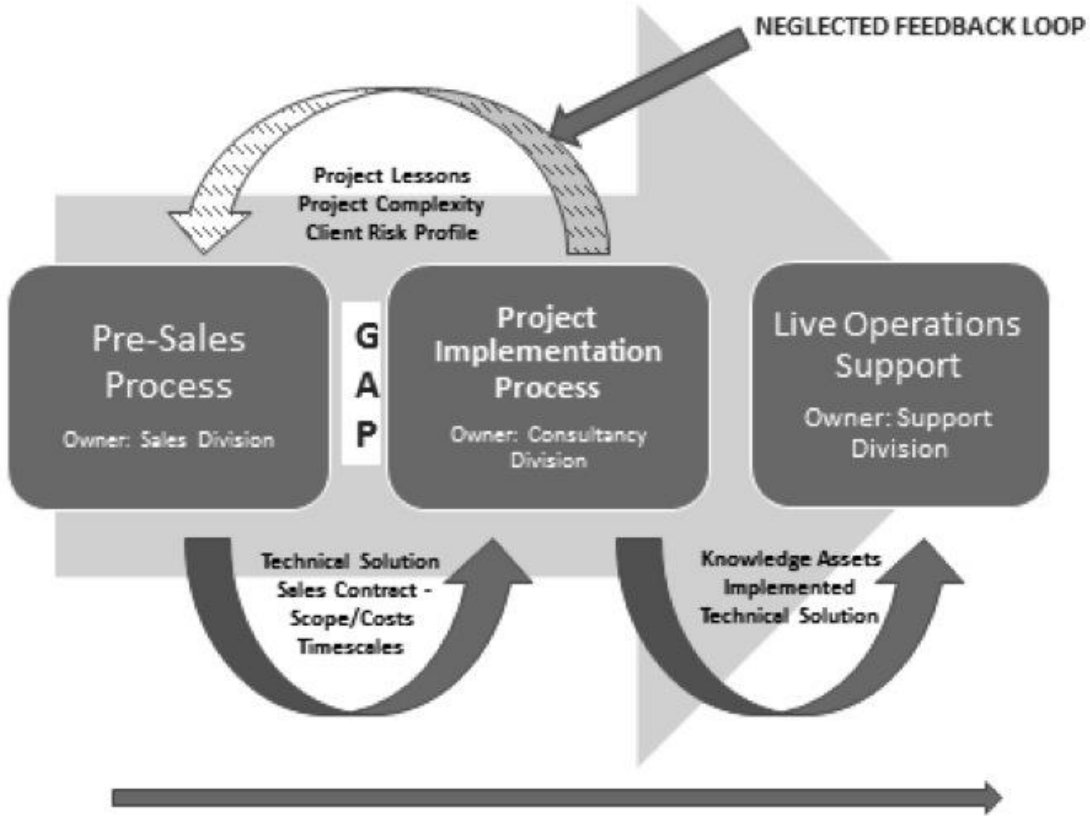 NEGLECTED FEEDBACK LOOP
Project Lessons
Project Complexity
Client Risk Profile
Pre-Sales
Process
Owner: Sales Division
G
A
P
Project
Implementation
Process
Owner: Consultancy
Division
Live Operations
Support
Owner: Support
Division
Technical Solution
Sales Contract -
Scope/Costs
Timescales
Knowledge Assets
Implemented
Technical Solution